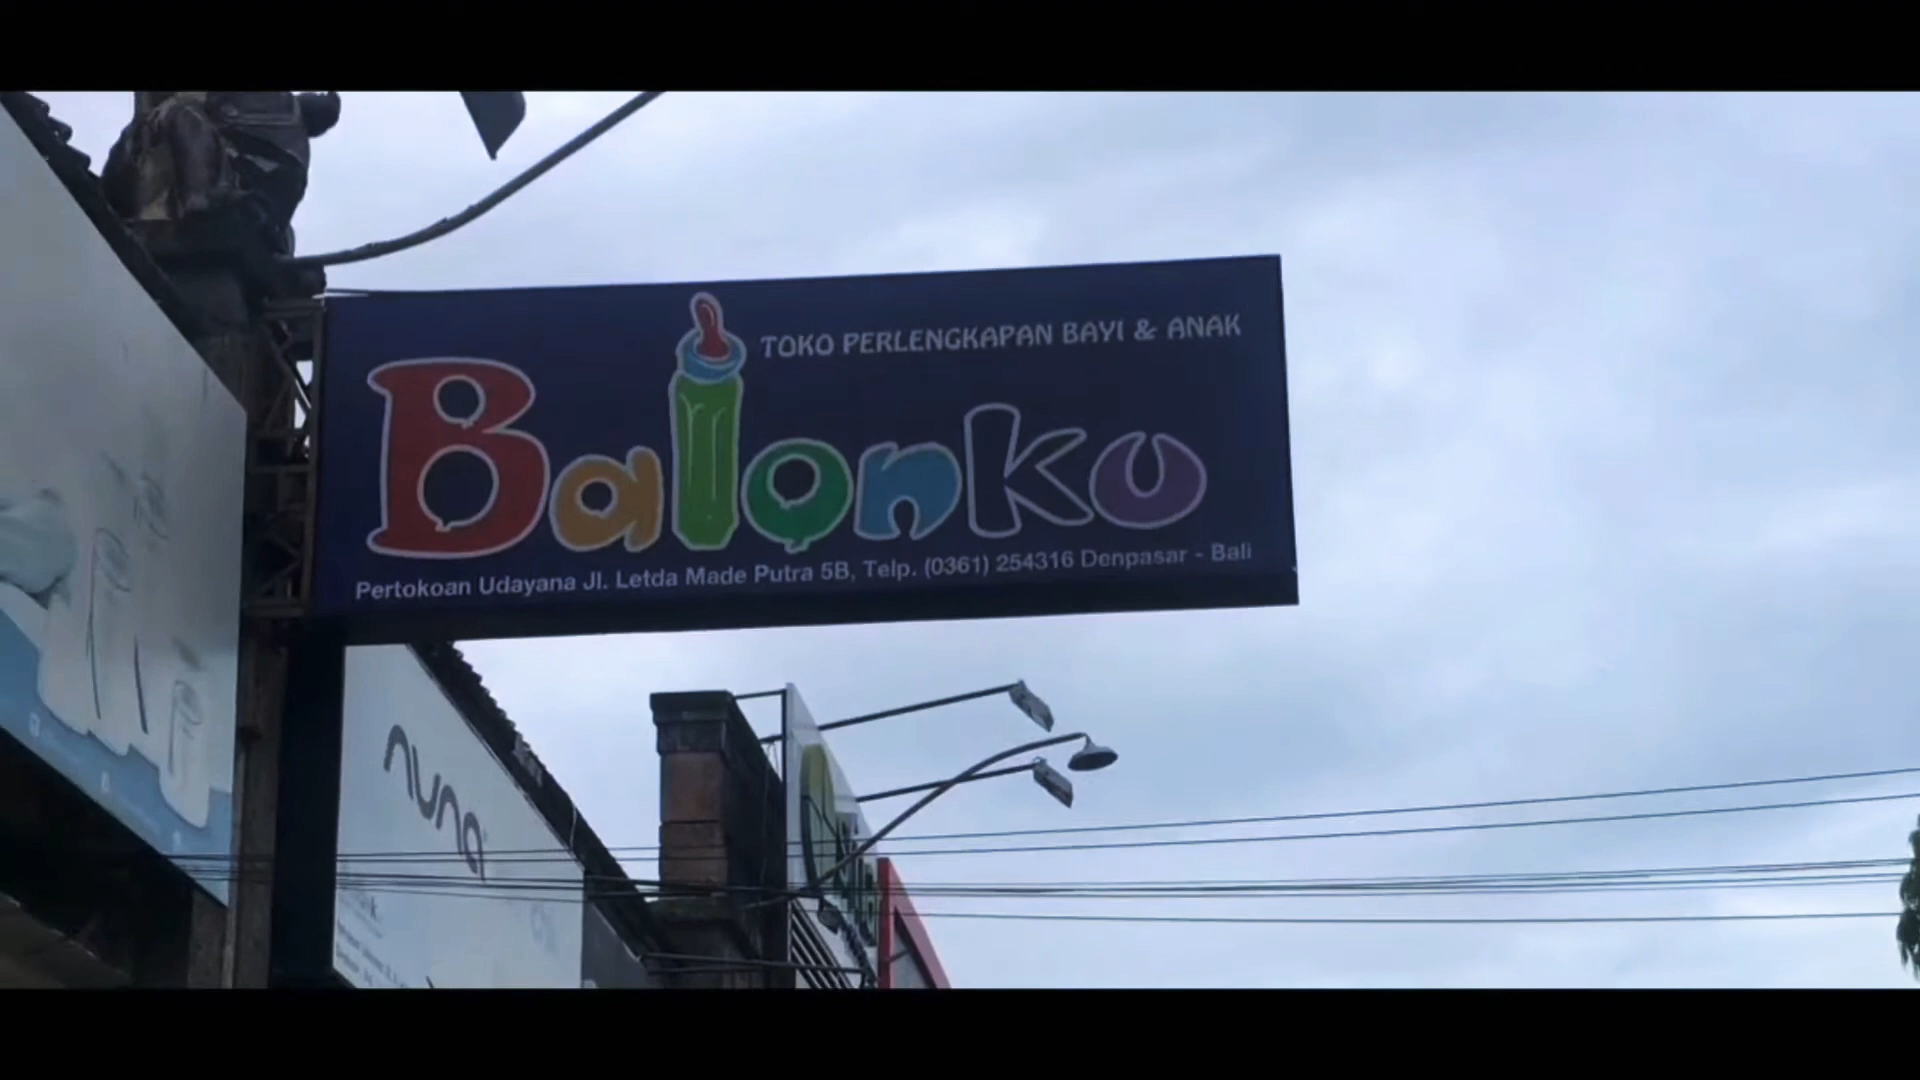 TOKO PERLENGKAPAN BAYI & ANAK
Balonku
Pertokoan Udayana Jl. Letda Made Putra 5B, Telp. (0361) 254316 Denpasar - Bali
nuna